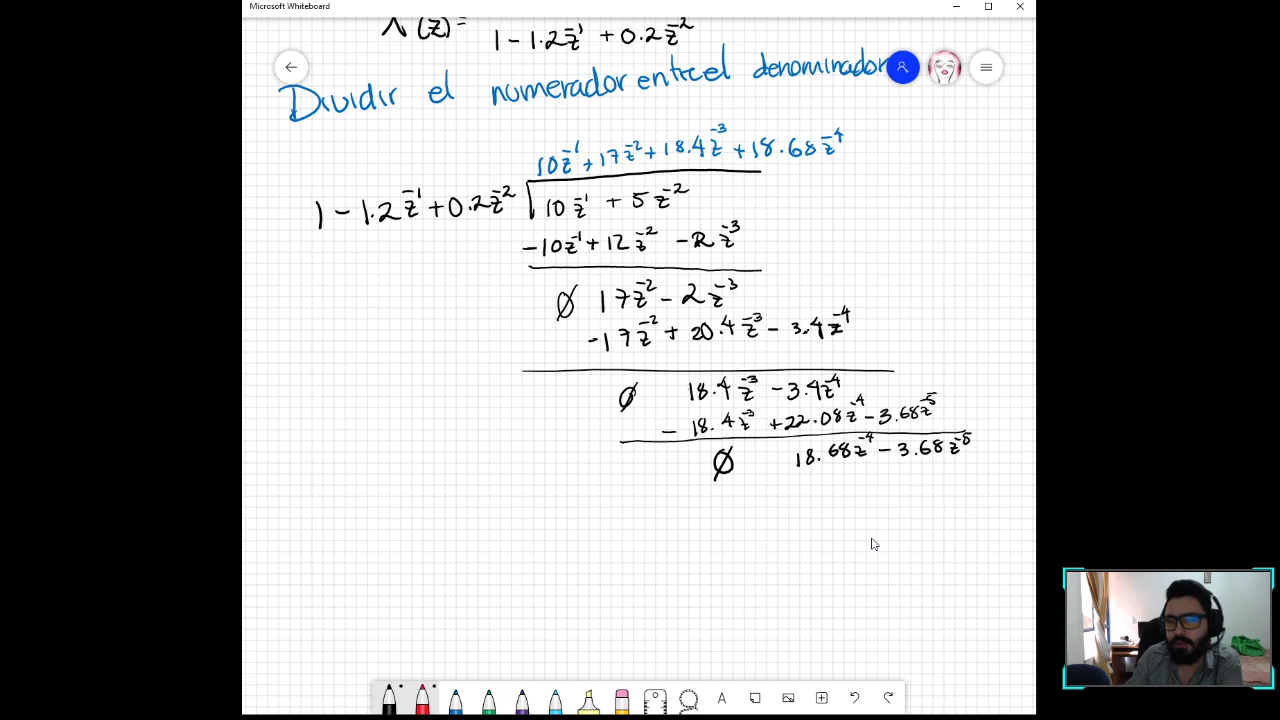 Microsoft Whiteboard
X(z) =
1 - 1.2z⁻¹ + 0.2z⁻²
Dividir el numerador entre el denominador
10z⁻¹ + 17z⁻² + 18.4z⁻³ + 18.68z⁻⁴
1 - 1.2z⁻¹ + 0.2z⁻² 10z⁻¹ + 5z⁻²
-10z⁻¹ + 12z⁻² - 2z⁻³
0 17z⁻² - 2z⁻³
-17z⁻² + 20.4z⁻³ - 3.4z⁻⁴
0 18.4z⁻³ - 3.4z⁻⁴
- 18.4z⁻³ + 22.08z⁻⁴ - 3.68z⁻⁵
0 18.68z⁻⁴ - 3.68z⁻⁵
A